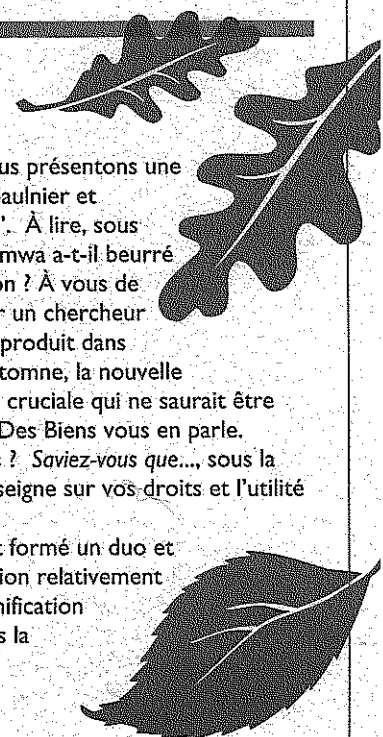 us présentons une
aulnier et
". À lire, sous
mwa a-t-il beurré
on ? À vous de
r un chercheur
produit dans
tomne, la nouvelle
cruciale qui ne saurait être
Des Biens vous en parle.
? Saviez-vous que..., sous la
seigne sur vos droits et l'utilité
t formé un duo et
ion relativement
nification
s la